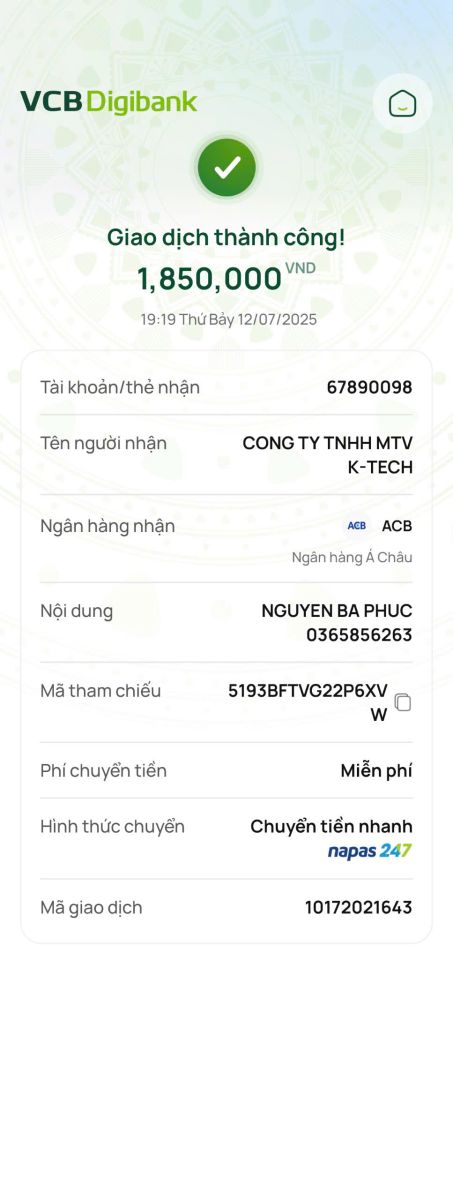 VCB Digibank
Giao dịch thành công!
1,850,000 VND
19:19 Thứ Bảy 12/07/2025
Tài khoản/thẻ nhận 67890098
Tên người nhận CONG TY TNHH MTV
K-TECH
Ngân hàng nhận ACB ACB
Ngân hàng Á Châu
Nội dung NGUYEN BA PHUC
0365856263
Mã tham chiếu 5193BFTVG22P6XV
W
Phí chuyển tiền Miễn phí
Hình thức chuyển Chuyển tiền nhanh
napas 247
Mã giao dịch 10172021643